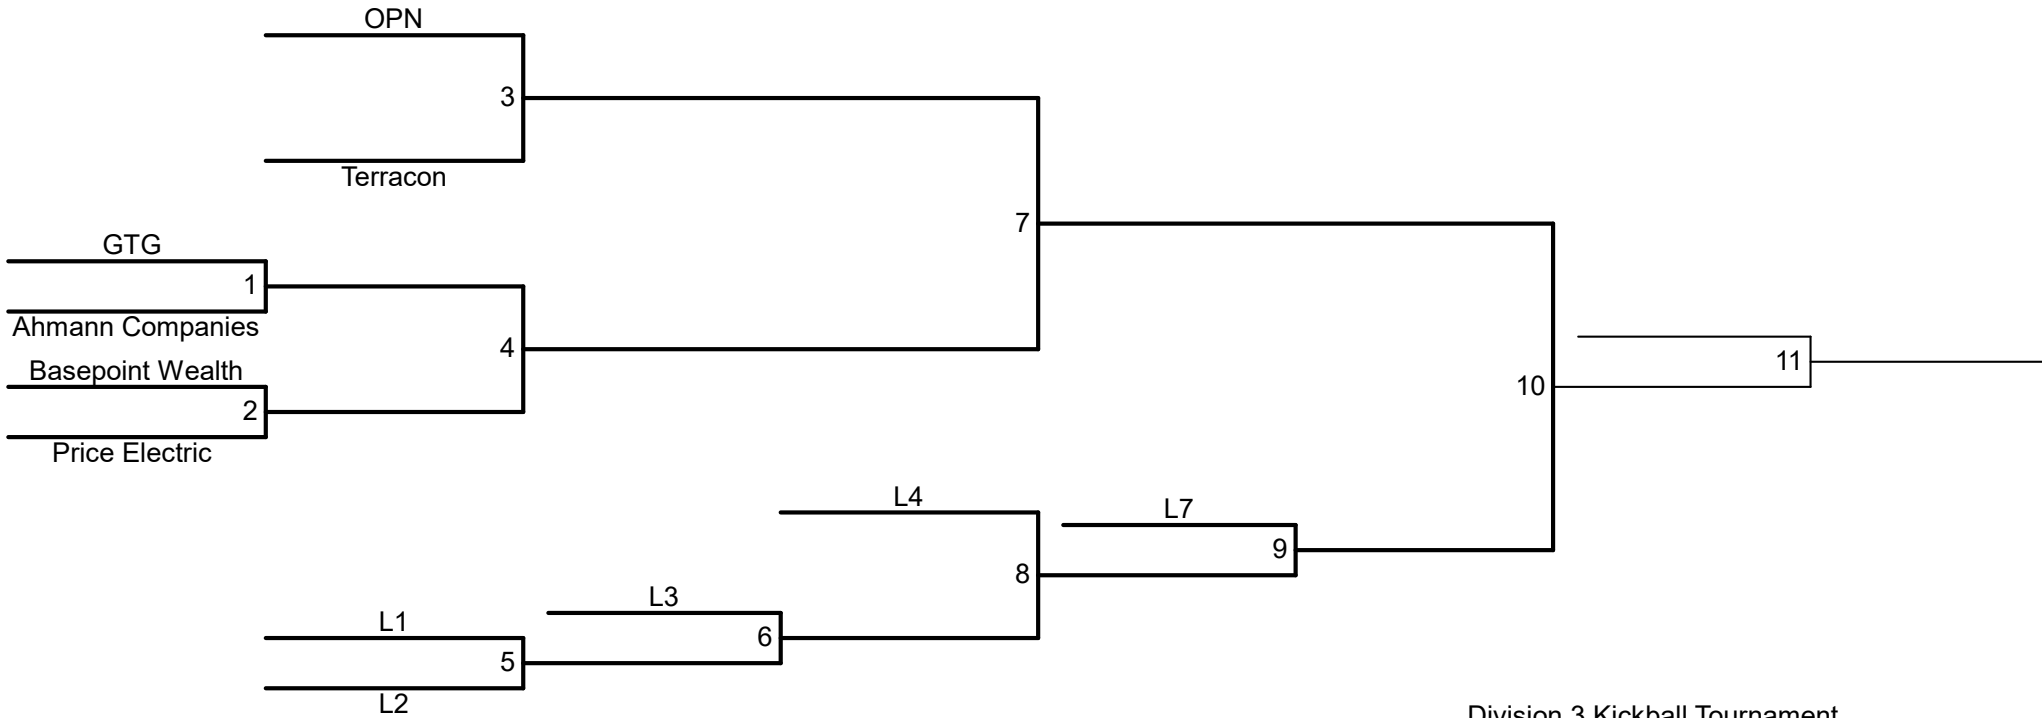 OPN
3
Terracon
7
GTG
1
Ahmann Companies
4
11
Basepoint Wealth
10
2
Price Electric
L4
L7
9
8
L3
L1
6
5
L2
Division 3 Kickball Tournament